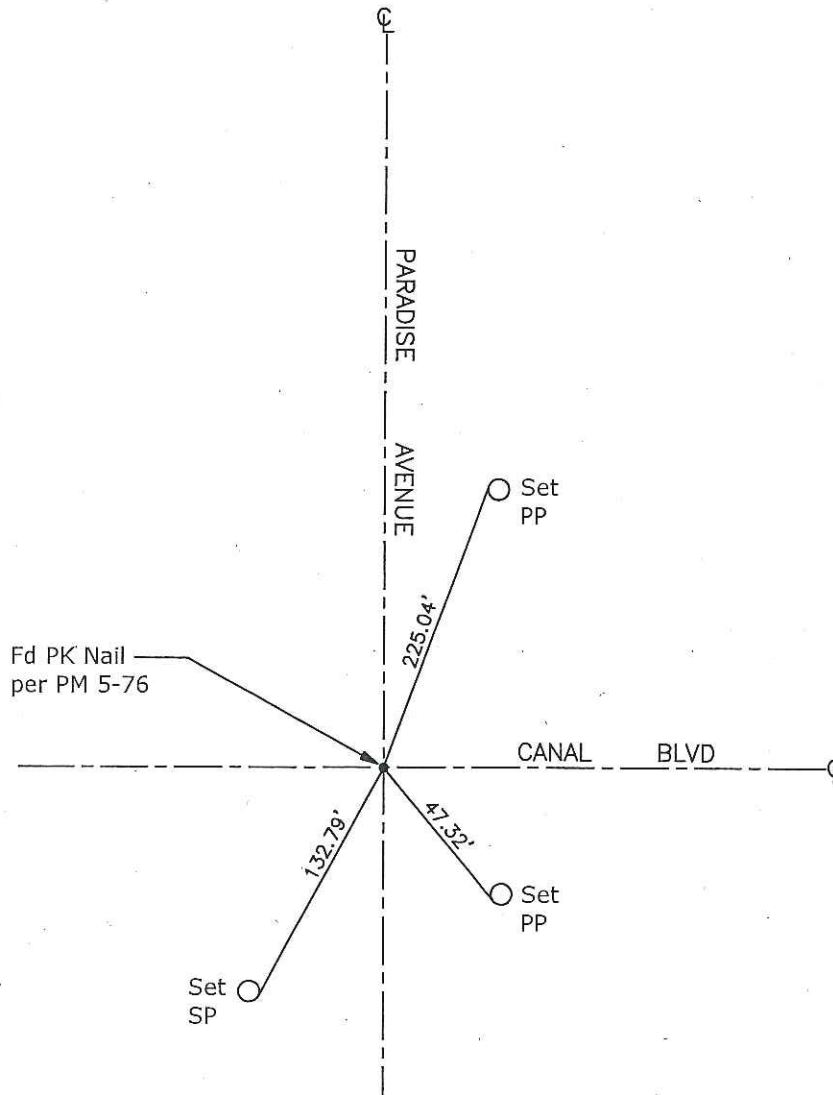 ℄
PARADISE AVENUE
Set
PP
225.04'
Fd PK Nail
per PM 5-76
CANAL BLVD
132.79'
47.32'
Set
PP
Set
SP